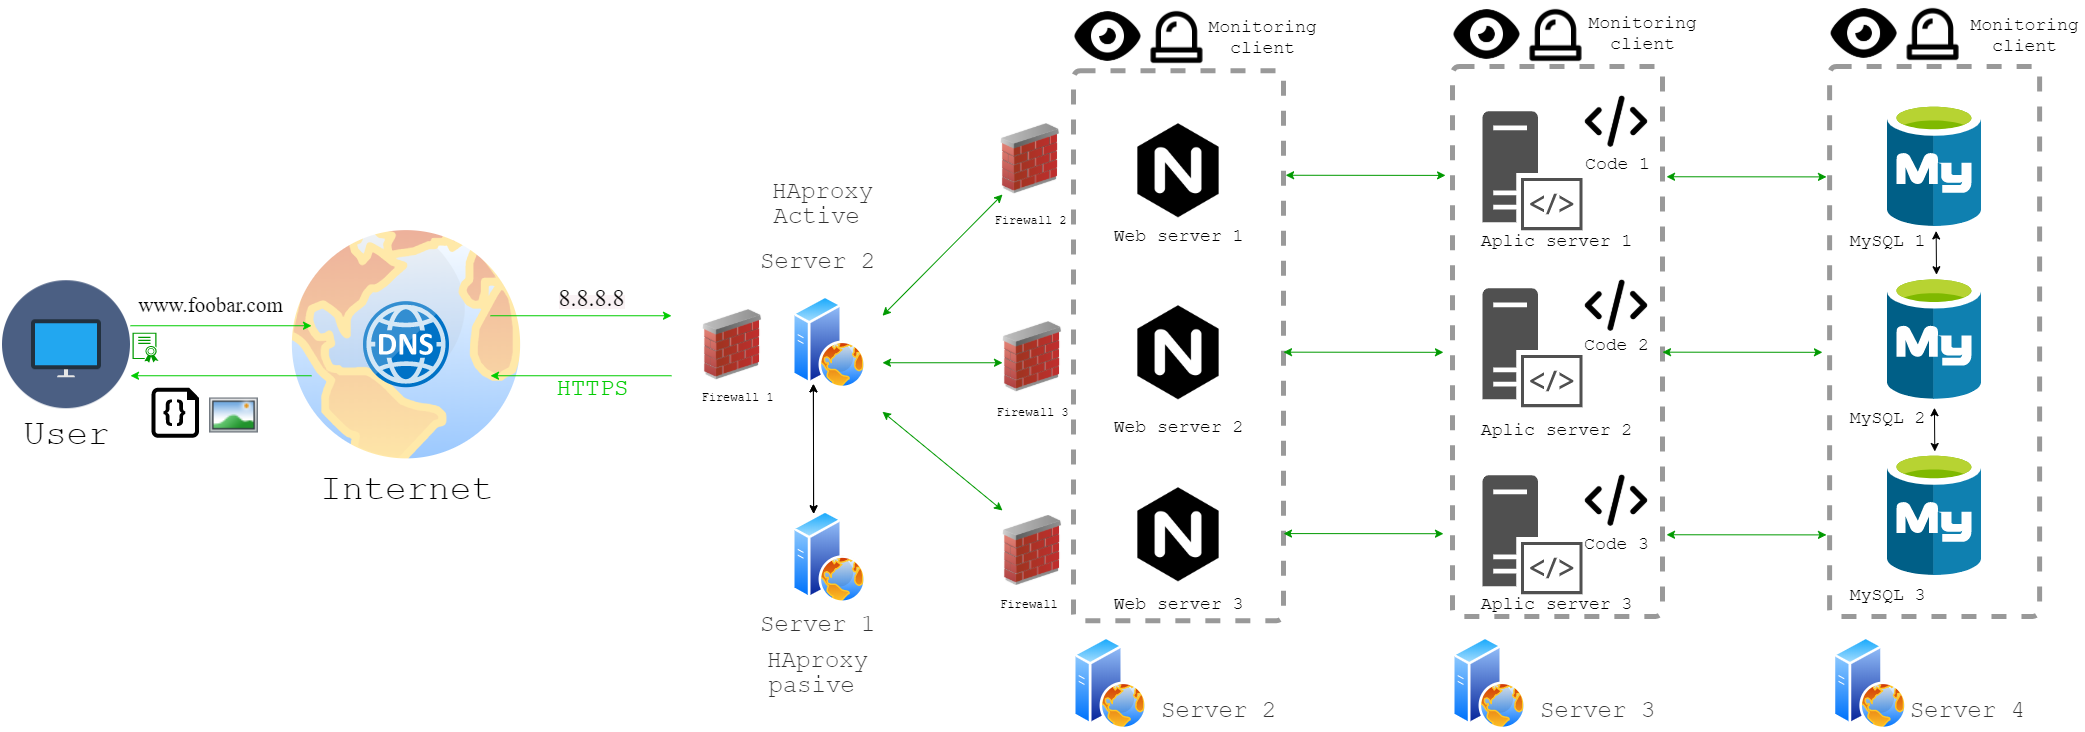 www.foobar.com
User
DNS
Internet
8.8.8.8
HTTPS
HAproxy
Active
Server 2
Firewall 1
Server 1
HAproxy
pasive
Firewall 2
Firewall 3
Firewall
Monitoring
client
N
Web server 1
N
Web server 2
N
Web server 3
Server 2
Monitoring
client
</>
Code 1
</>
Aplic server 1
</>
Code 2
</>
Aplic server 2
</>
Code 3
</>
Aplic server 3
Server 3
Monitoring
client
My
MySQL 1
My
MySQL 2
My
MySQL 3
Server 4
{}